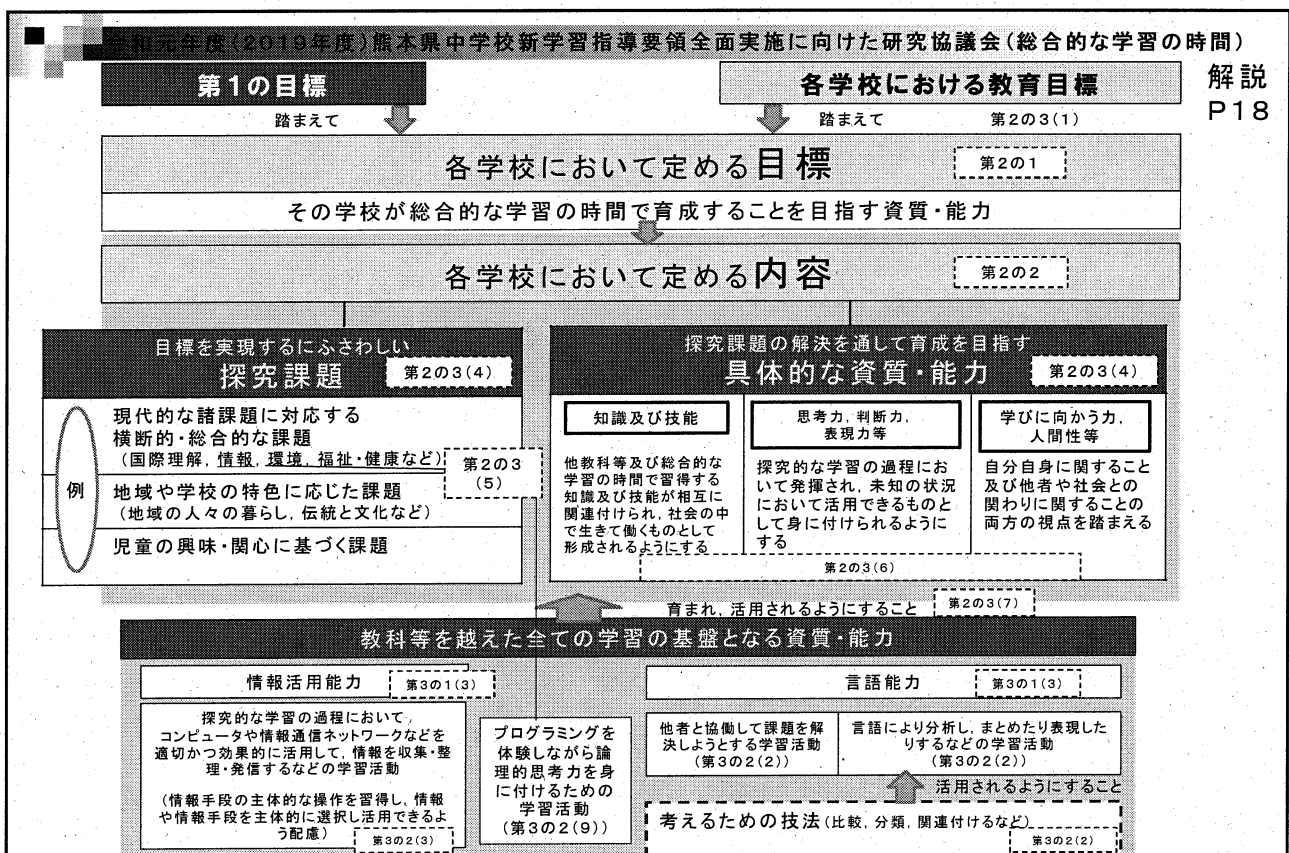 令和元年度(2019年度)熊本県中学校新学習指導要領全面実施に向けた研究協議会(総合的な学習の時間)
解説
P18
第1の目標
各学校における教育目標
踏まえて
踏まえて
第2の3(1)
各学校において定める目標
第2の1
その学校が総合的な学習の時間で育成することを目指す資質・能力
各学校において定める内容
第2の2
目標を実現するにふさわしい
探究課題
第2の3(4)
例
現代的な諸課題に対応する
横断的・総合的な課題
(国際理解,情報,環境,福祉・健康など)
第2の3
(5)
地域や学校の特色に応じた課題
(地域の人々の暮らし,伝統と文化など)
児童の興味・関心に基づく課題
探究課題の解決を通して育成を目指す
具体的な資質・能力
第2の3(4)
知識及び技能
他教科等及び総合的な
学習の時間で習得する
知識及び技能が相互に
関連付けられ,社会の中
で生きて働くものとして
形成されるようにする
思考力,判断力,
表現力等
探究的な学習の過程にお
いて発揮され,未知の状況
において活用できるものと
して身に付けられるように
する
学びに向かう力,
人間性等
自分自身に関すること
及び他者や社会との
関わりに関することの
両方の視点を踏まえる
第2の3(6)
育まれ,活用されるようにすること
第2の3(7)
教科等を越えた全ての学習の基盤となる資質・能力
情報活用能力
第3の1(3)
探究的な学習の過程において
コンピュータや情報通信ネットワークなどを
適切かつ効果的に活用して,情報を収集・整
理・発信するなどの学習活動
(情報手段の主体的な操作を習得し,情報
や情報手段を主体的に選択し活用できるよ
う配慮)
第3の2(3)
プログラミングを
体験しながら論
理的思考力を身
に付けるための
学習活動
(第3の2(9))
言語能力
第3の1(3)
他者と協働して課題を解
決しようとする学習活動
(第3の2(2))
言語により分析し,まとめたり表現した
りするなどの学習活動
(第3の2(2))
活用されるようにすること
考えるための技法(比較,分類,関連付けるなど)
第3の2(2)